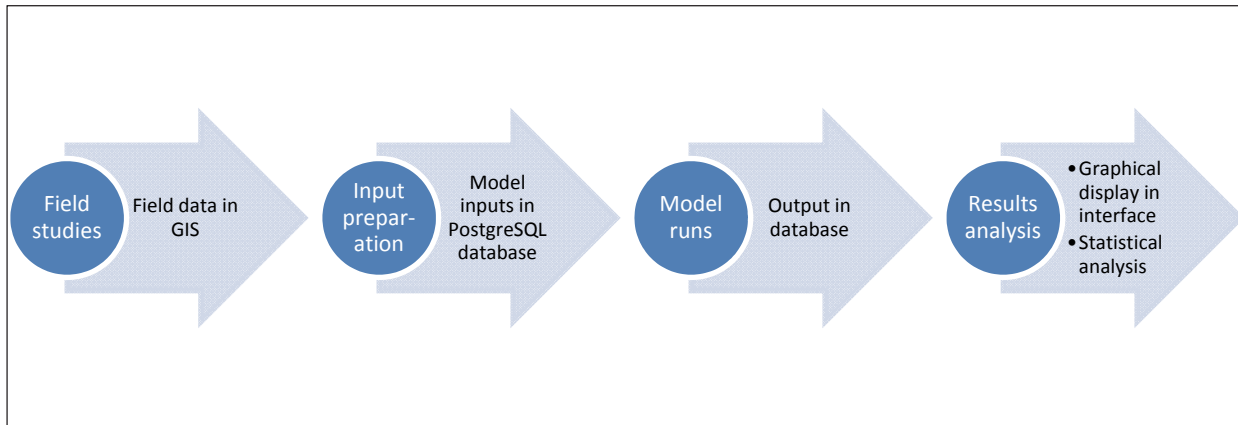 Field
studies
Field data in
GIS
Input
prepar-
ation
Model
inputs in
PostgreSQL
database
Model
runs
Output in
database
Results
analysis
•Graphical
display in
interface
•Statistical
analysis